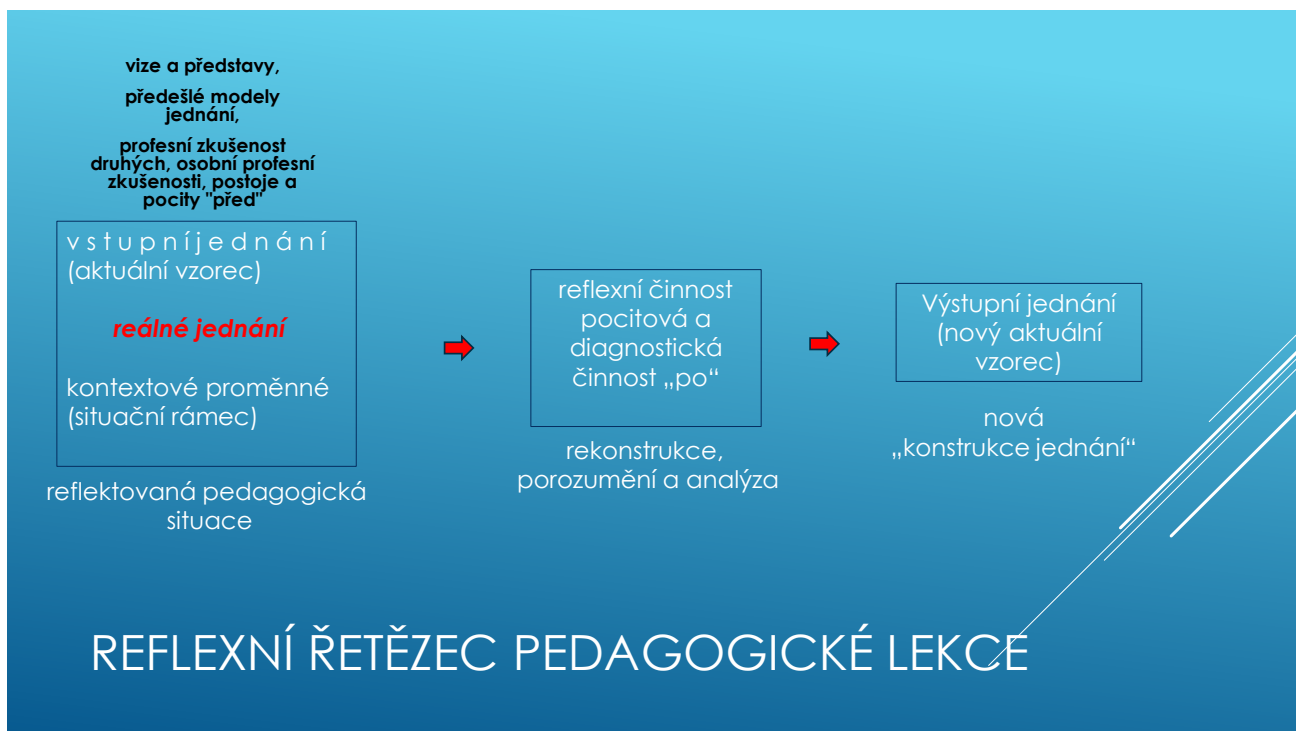 vize a představy,
předešlé modely
jednání,
profesní zkušenost
druhých, osobní profesní
zkušenosti, postoje a
pocity "před"
v s t u p n í j e d n á n í
(aktuální vzorec)
reálné jednání
kontextové proměnné
(situační rámec)
reflektovaná pedagogická
situace
reflexní činnost
pocitová a
diagnostická
činnost „po“
rekonstrukce,
porozumění a analýza
Výstupní jednání
(nový aktuální
vzorec)
nová
„konstrukce jednání“
REFLEXNÍ ŘETĚZEC PEDAGOGICKÉ LEKCE